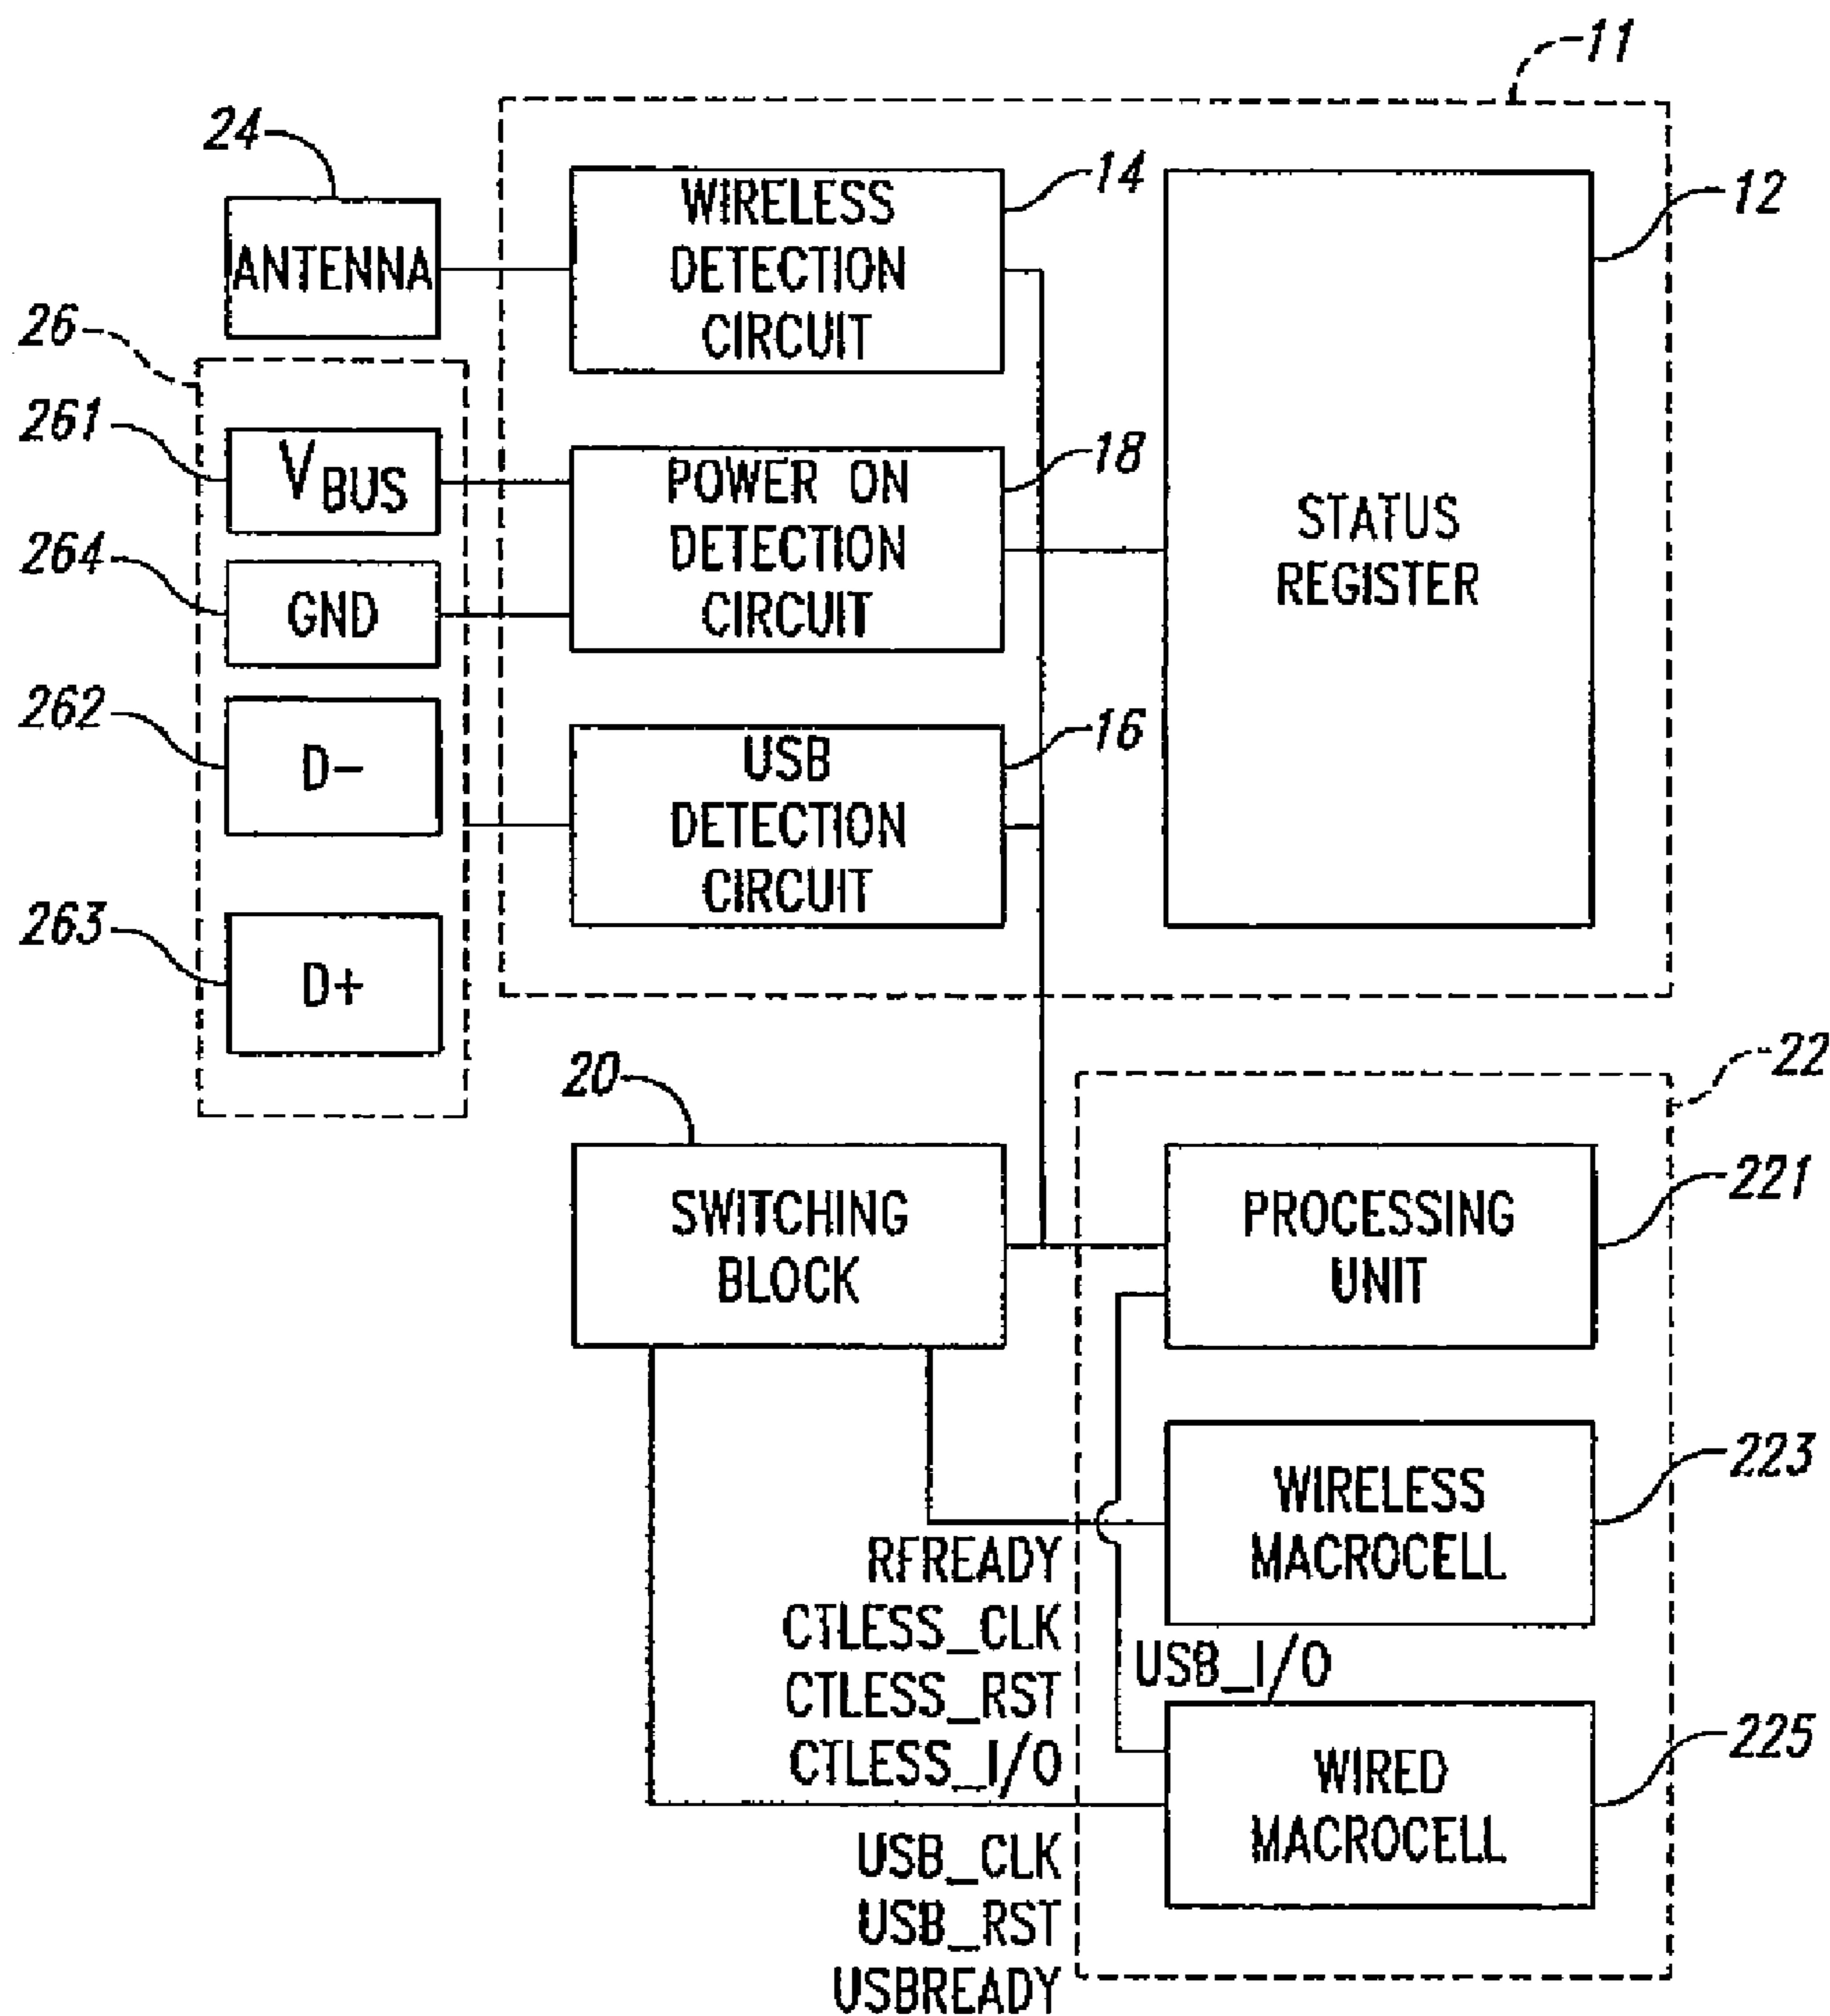 11
24
ANTENNA
WIRELESS
DETECTION
CIRCUIT
14
12
26
261
VBUS
POWER ON
DETECTION
CIRCUIT
18
STATUS
REGISTER
264
GND
262
D-
USB
DETECTION
CIRCUIT
16
263
D+
20
22
SWITCHING
BLOCK
PROCESSING
UNIT
221
WIRELESS
MACROCELL
223
RFREADY
CTLESS_CLK
CTLESS_RST
CTLESS_I/O
USB_I/O
WIRED
MACROCELL
225
USB_CLK
USB_RST
USBREADY